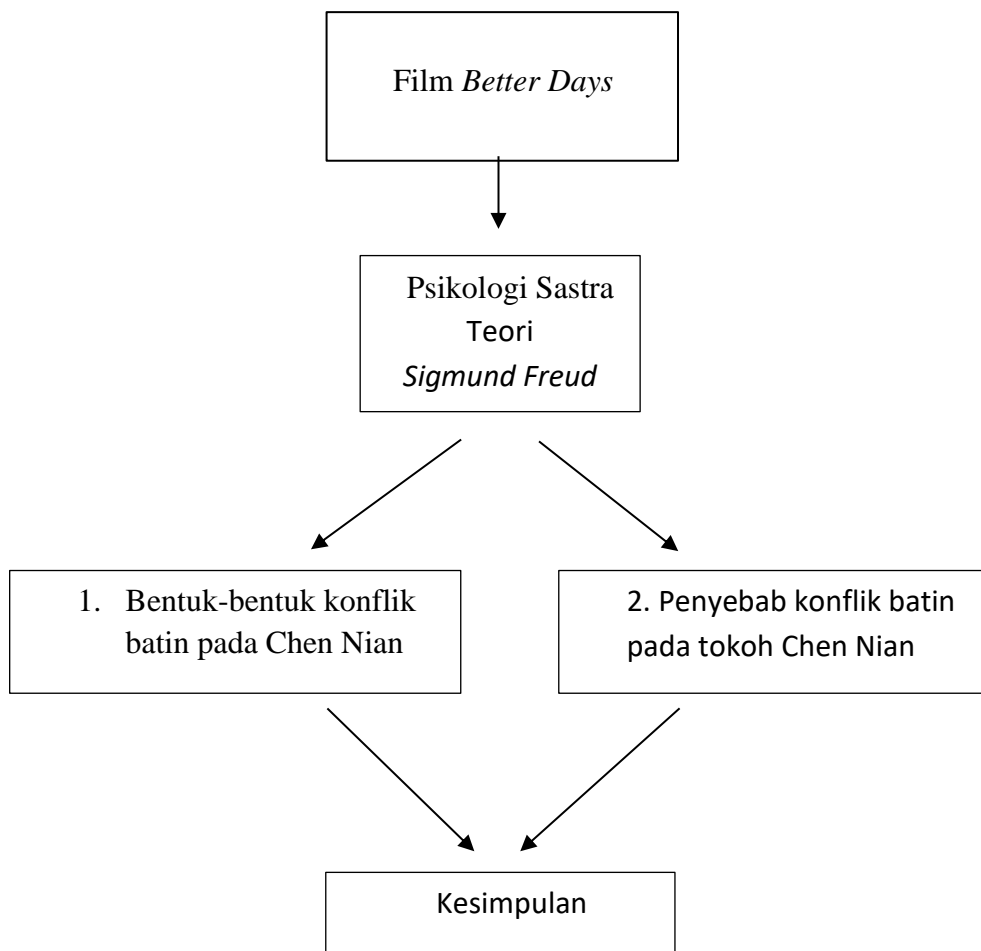 Film Better Days
Psikologi Sastra
Teori
Sigmund Freud
1. Bentuk-bentuk konflik
batin pada Chen Nian
2. Penyebab konflik batin
pada tokoh Chen Nian
Kesimpulan